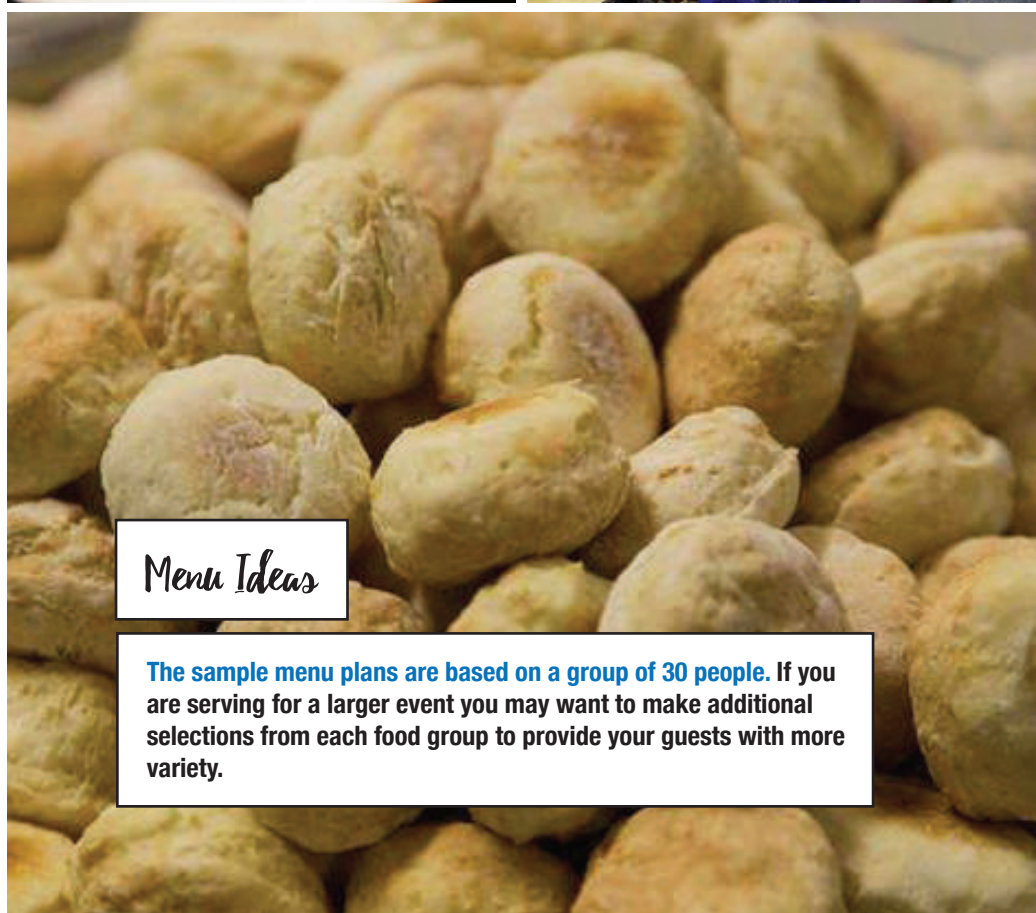 Menu Ideas
The sample menu plans are based on a group of 30 people. If you
are serving for a larger event you may want to make additional
selections from each food group to provide your guests with more
variety.